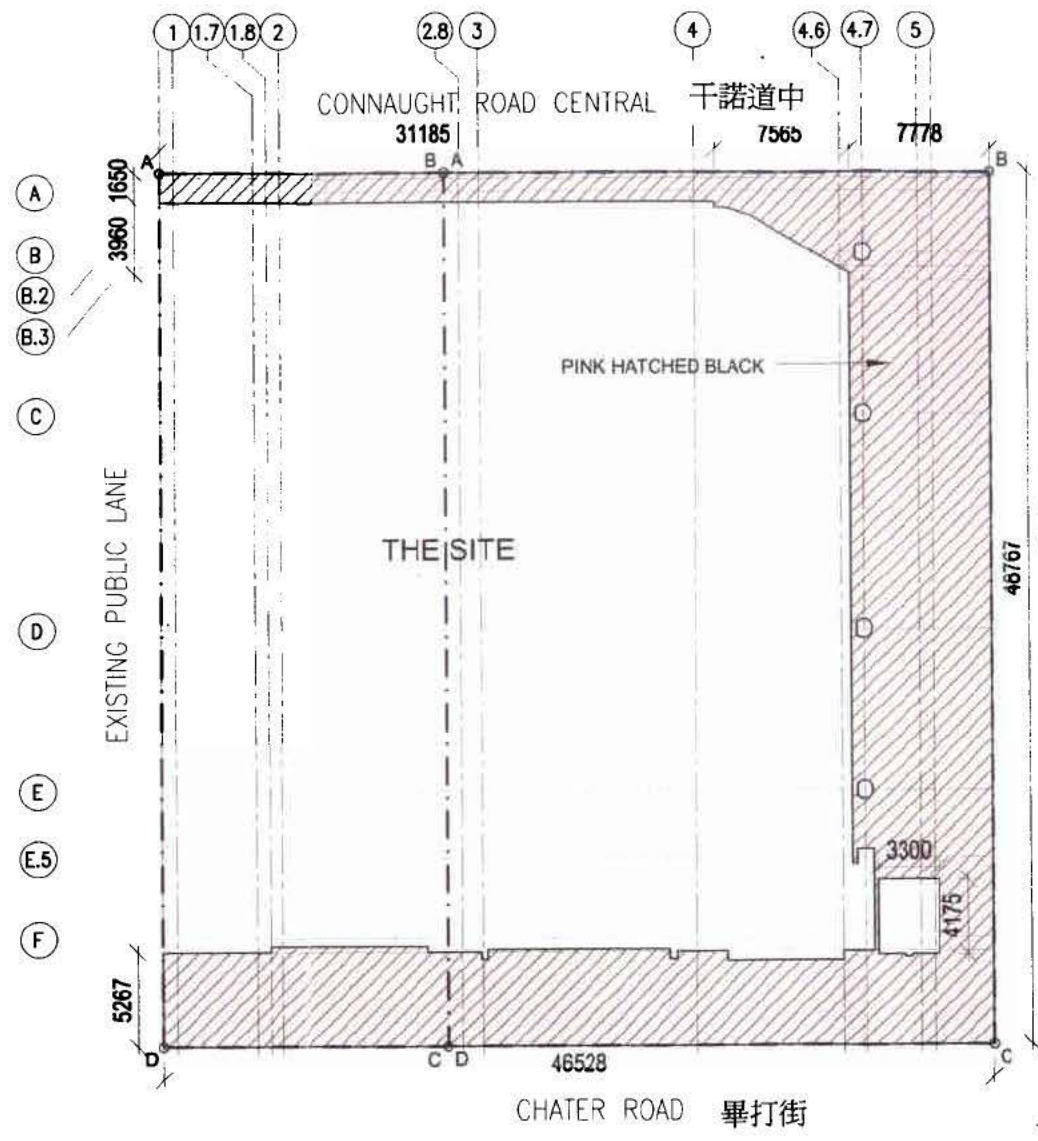 1 1.7 1.8 2 2.8 3 4 4.6 4.7 5
CONNAUGHT ROAD CENTRAL 干諾道中
31185 7565 7778
A B A B
A 1650
3960
B
B.2
B.3
PINK HATCHED BLACK
C
EXISTING PUBLIC LANE
THE SITE
48767
D
E
E.5
3300
4175
F
5267
D C D C
46528
CHATER ROAD 畢打街